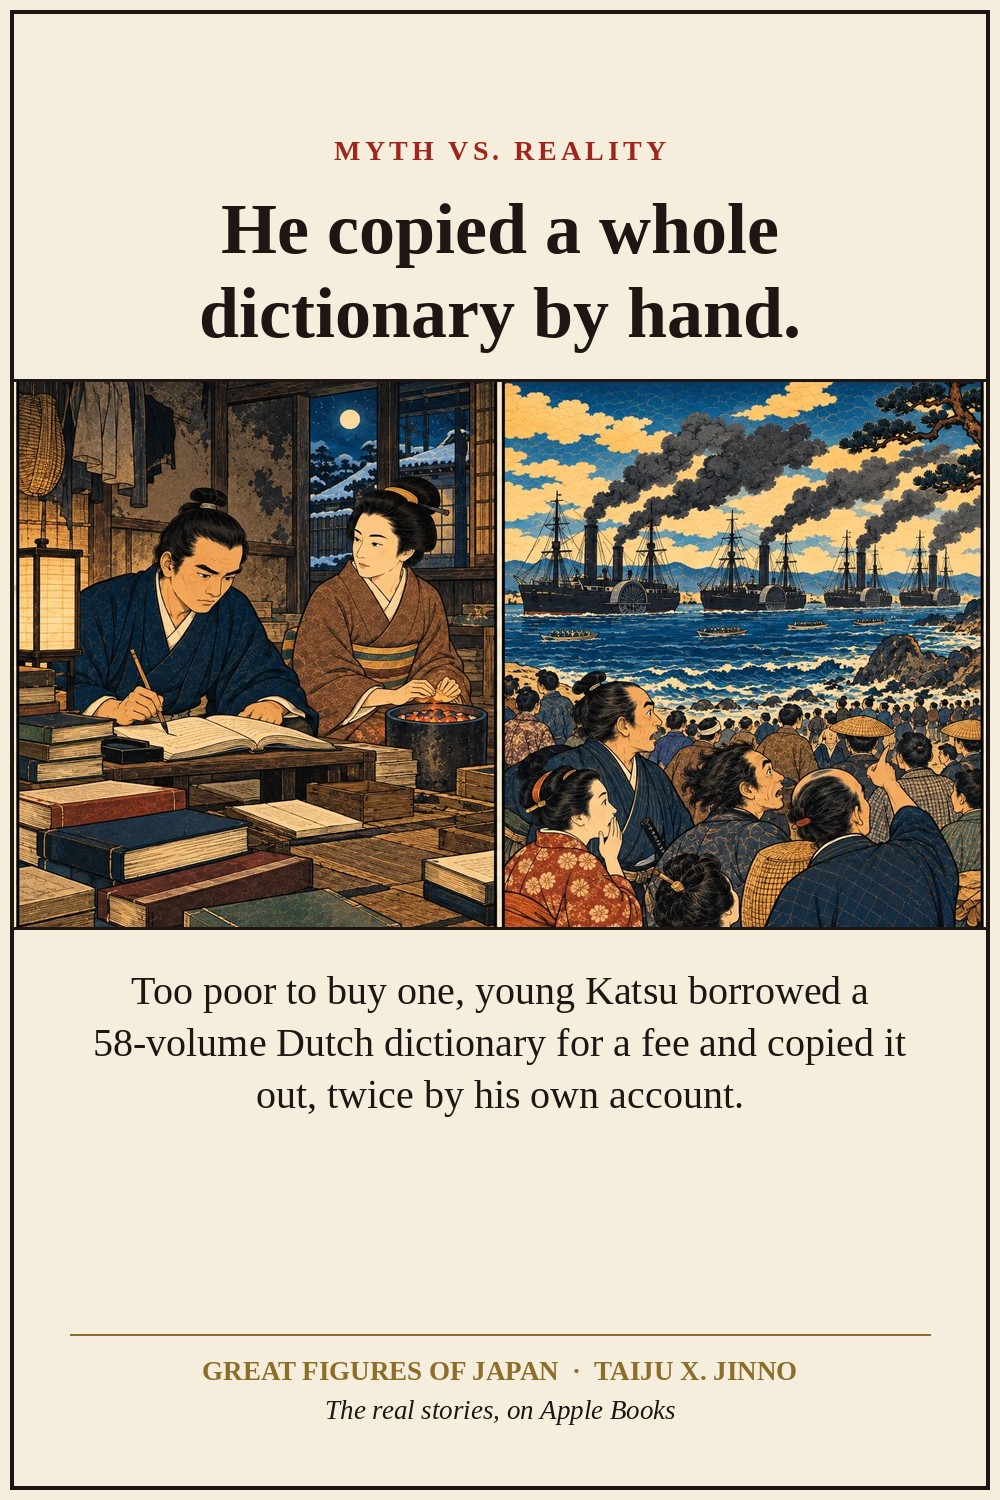 MYTH VS. REALITY
He copied a whole
dictionary by hand.
Too poor to buy one, young Katsu borrowed a
58-volume Dutch dictionary for a fee and copied it
out, twice by his own account.
GREAT FIGURES OF JAPAN · TAIJU X. JINNO
The real stories, on Apple Books